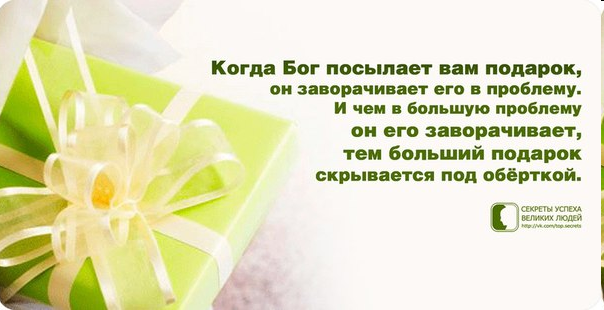 Когда Бог посылает вам подарок,
он заворачивает его в проблему.
И чем в большую проблему
он его заворачивает,
тем больший подарок
скрывается под обёрткой.
СЕКРЕТЫ УСПЕХА
ВЕЛИКИХ ЛЮДЕЙ
http://vk.com/top.secrets